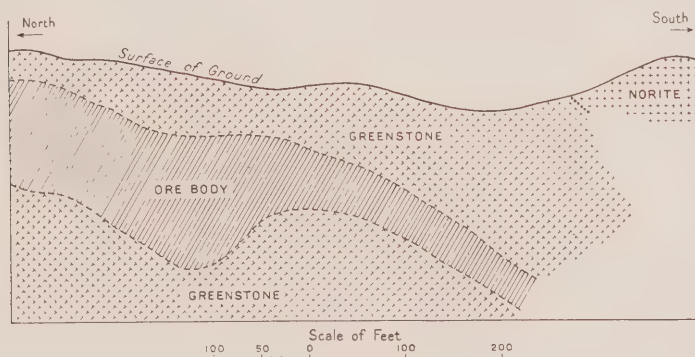 North
South
Surface of Ground
NORITE
GREENSTONE
ORE BODY
GREENSTONE
Scale of Feet
100 50 0 100 200